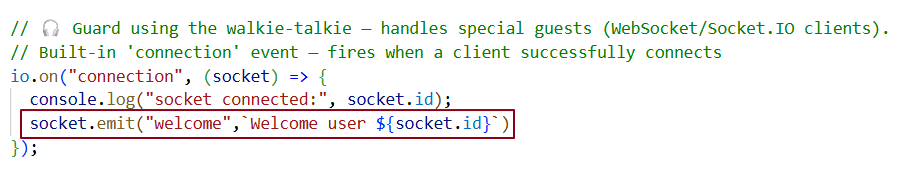 // 🎧 Guard using the walkie-talkie — handles special guests (WebSocket/Socket.IO clients).
// Built-in 'connection' event — fires when a client successfully connects
io.on("connection", (socket) => {
  console.log("socket connected:", socket.id);
  socket.emit("welcome",`Welcome user ${socket.id}`)
});